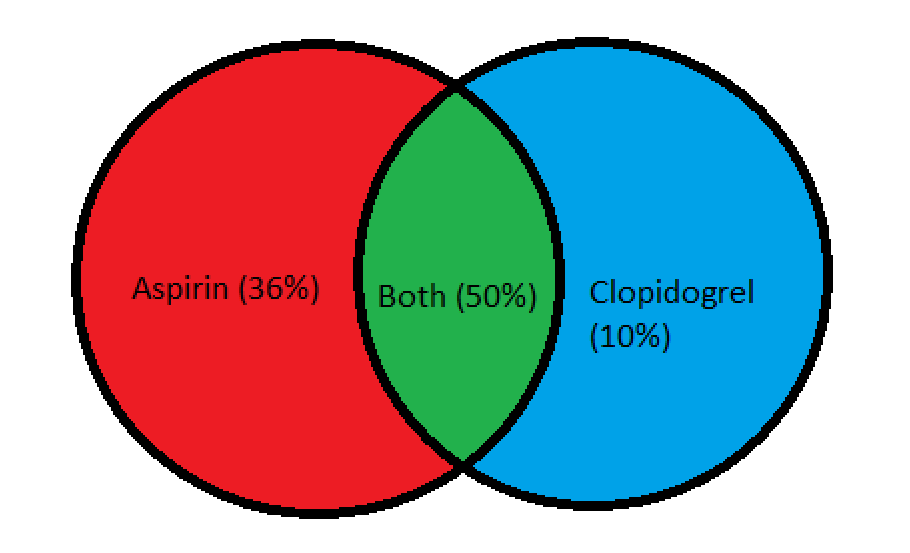 Aspirin (36%)
Both (50%)
Clopidogrel
(10%)